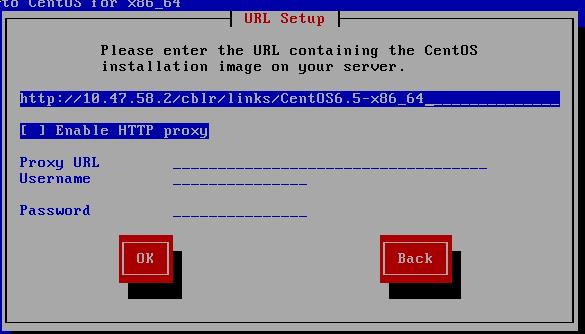 to CentOS for x86_64
URL Setup
Please enter the URL containing the CentOS
installation image on your server.
http://10.47.58.2/cblr/links/CentOS6.5-x86_64
[ ] Enable HTTP proxy
Proxy URL
Username
Password
OK Back